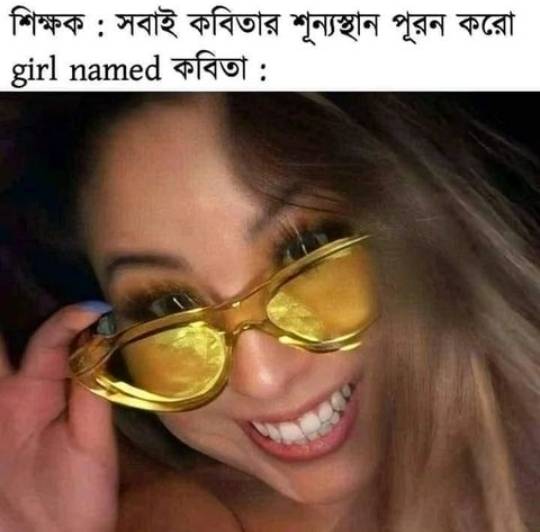 শিক্ষক : সবাই কবিতার শূন্যস্থান পূরন করো
girl named কবিতা :